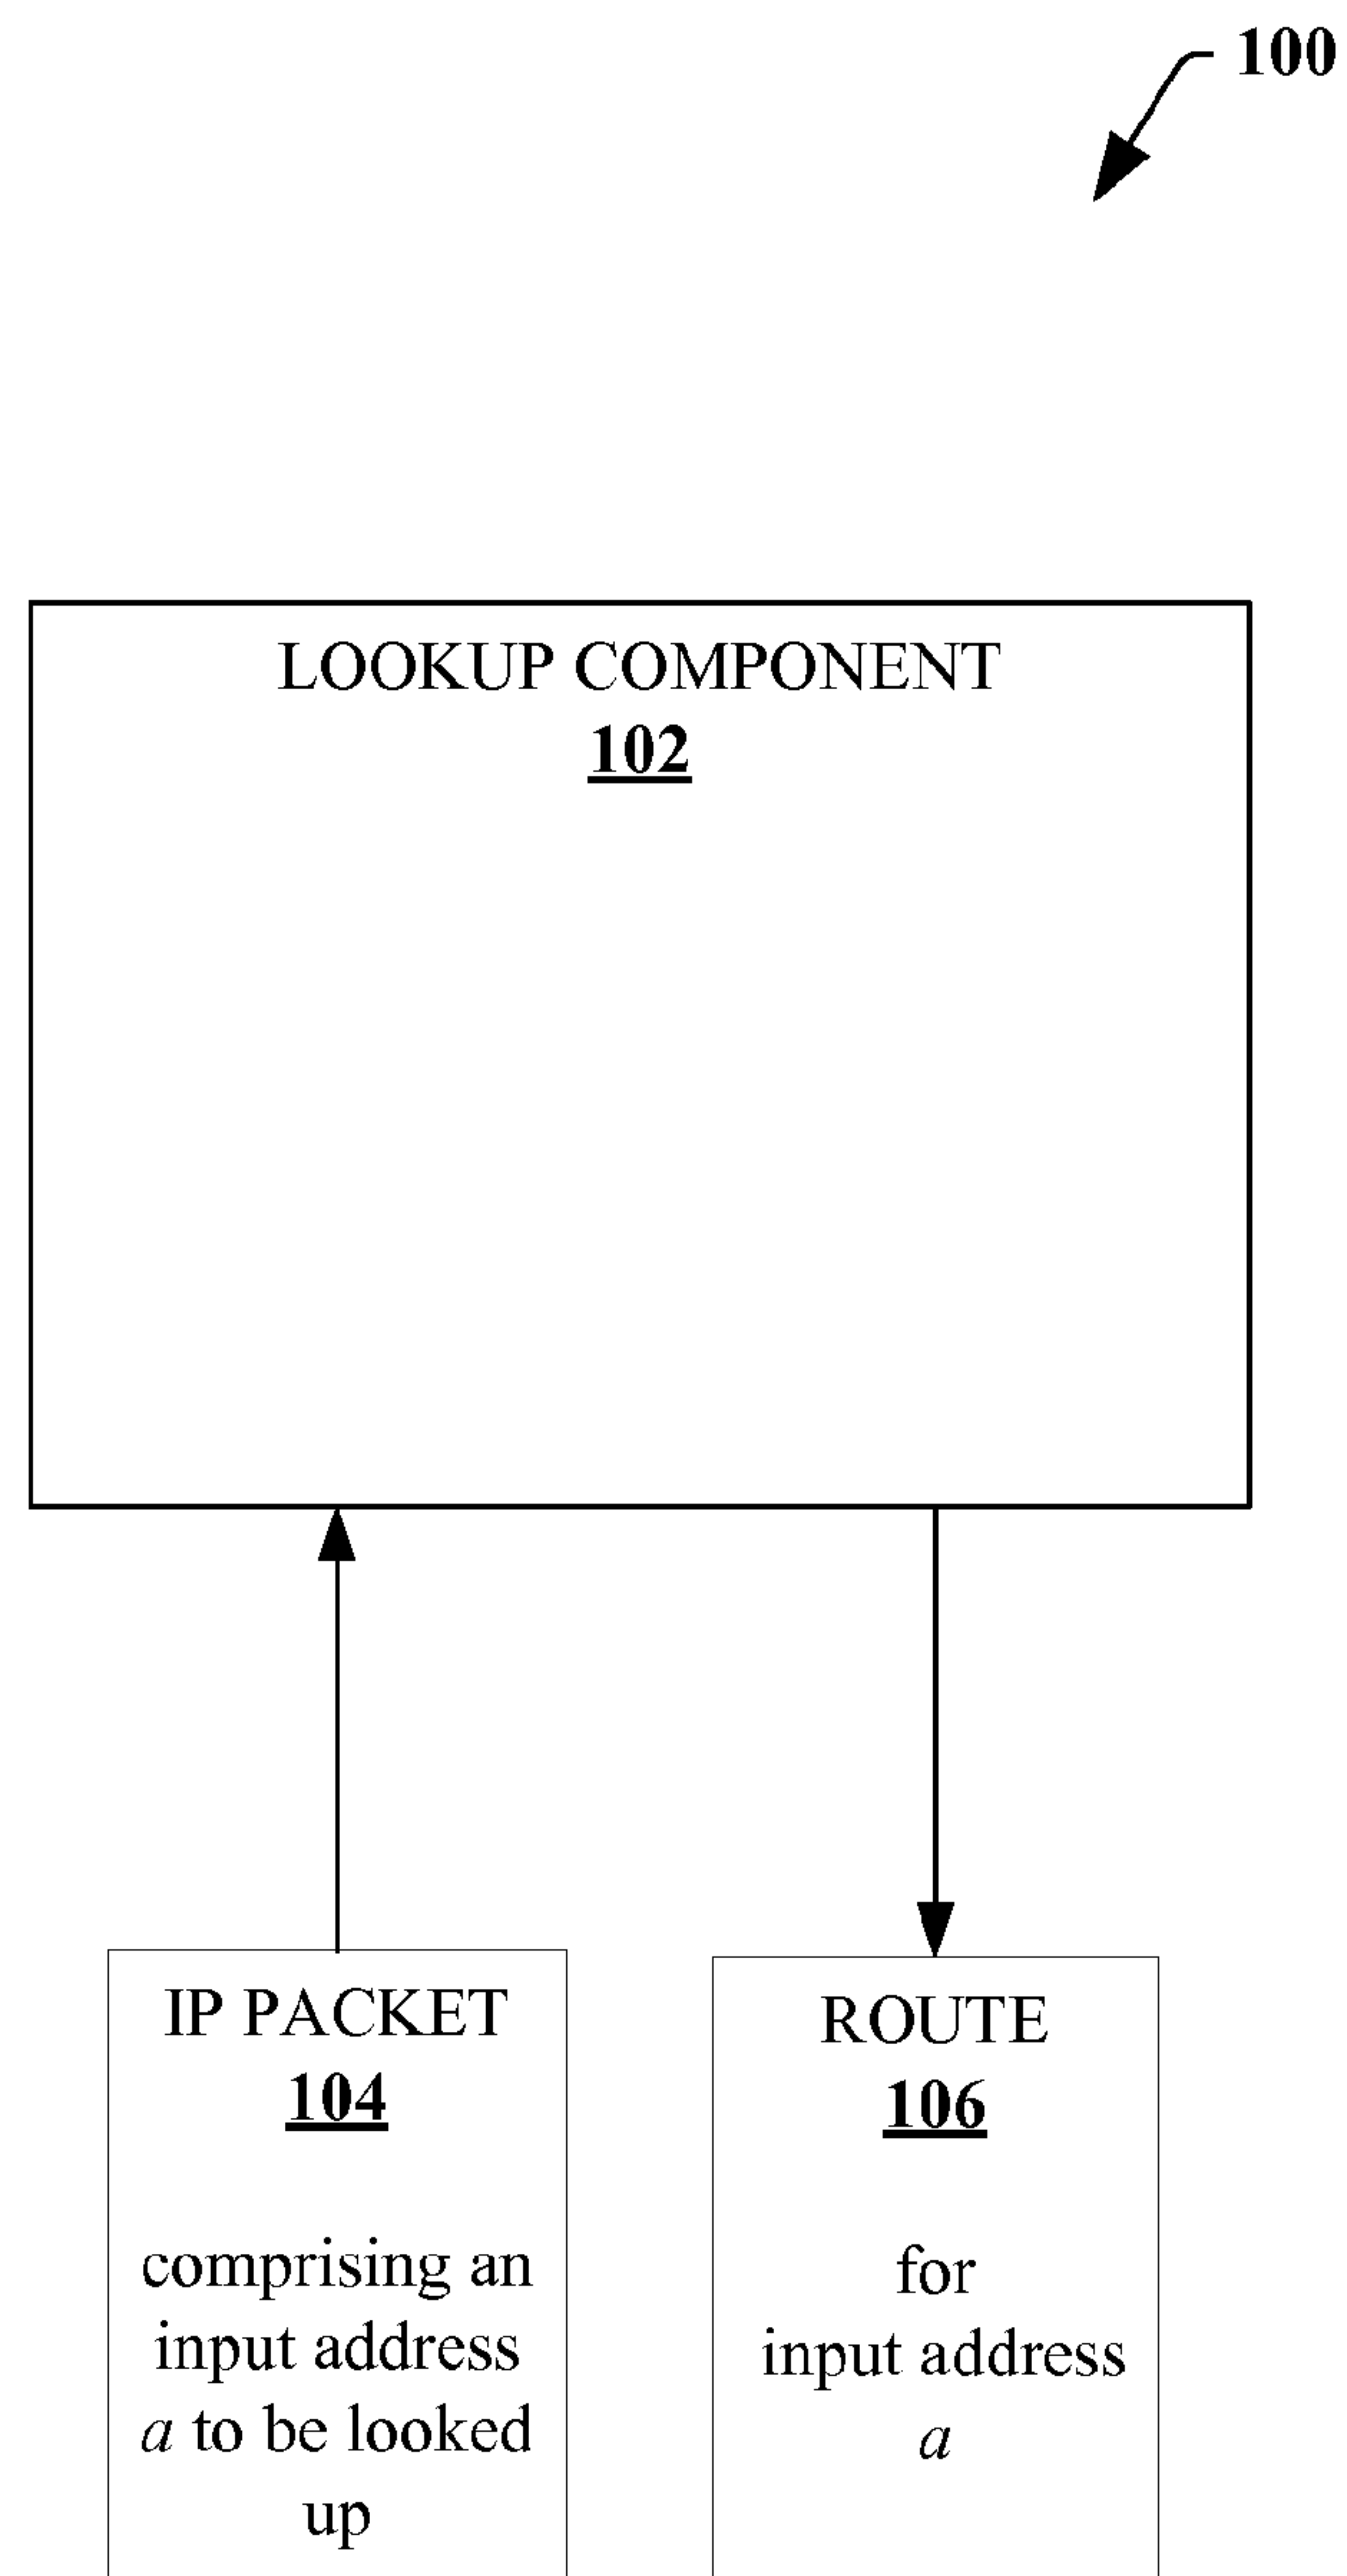 100
LOOKUP COMPONENT
102
IP PACKET
104
comprising an
input address
a to be looked
up
ROUTE
106
for
input address
a